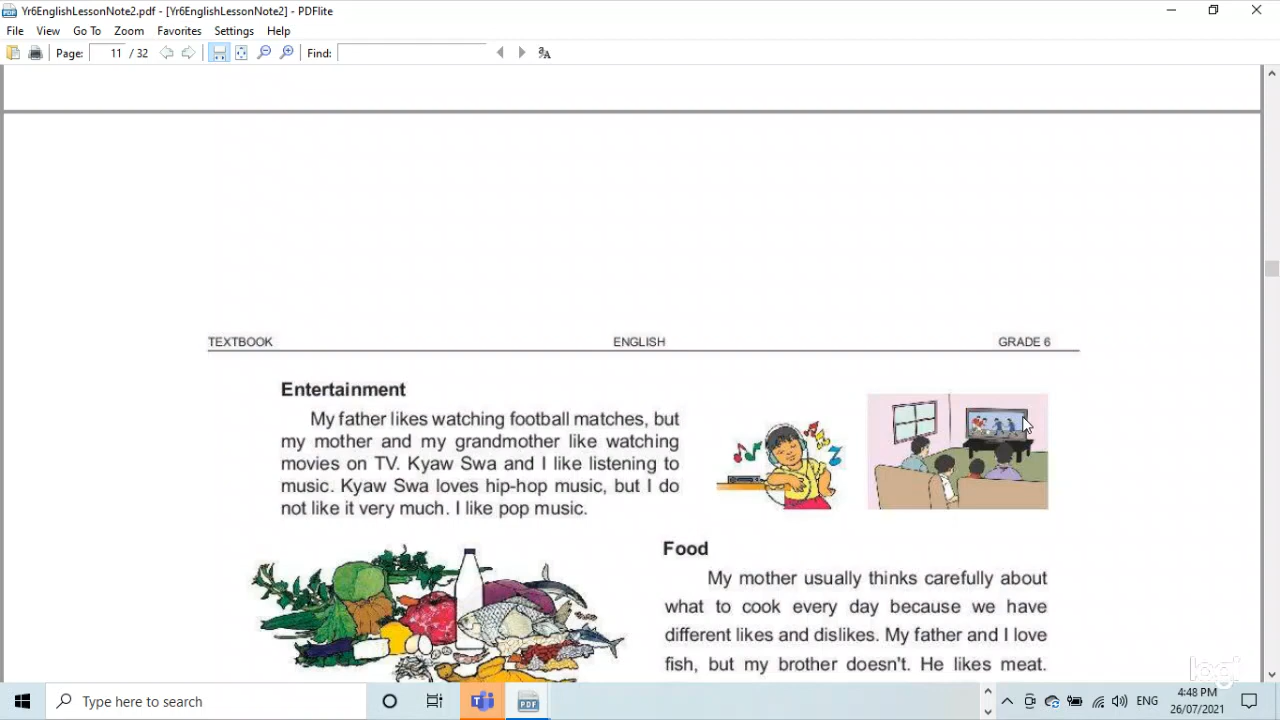 Yr6EnglishLessonNote2.pdf - [Yr6EnglishLessonNote2] - PDFlite
File View Go To Zoom Favorites Settings Help
Page: 11 / 32 Find:
TEXTBOOK ENGLISH GRADE 6
Entertainment
My father likes watching football matches, but
my mother and my grandmother like watching
movies on TV. Kyaw Swa and I like listening to
music. Kyaw Swa loves hip-hop music, but I do
not like it very much. I like pop music.
Food
My mother usually thinks carefully about
what to cook every day because we have
different likes and dislikes. My father and I love
fish, but my brother doesn't. He likes meat.
Type here to search
ENG
4:48 PM
26/07/2021